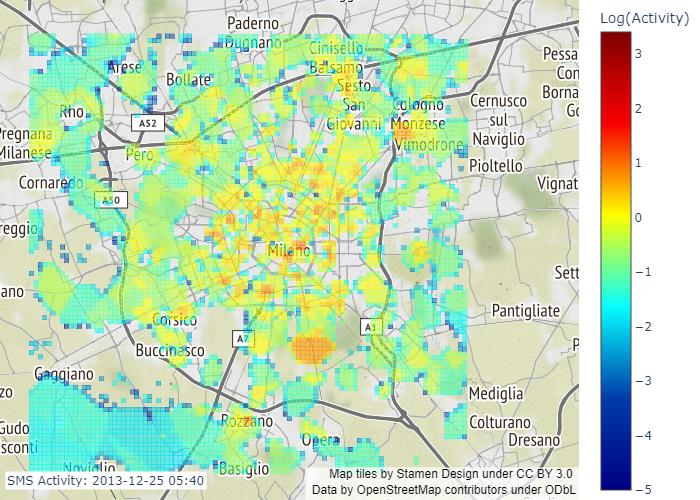 Log(Activity)
Paderno
Dugnano
Cinisello
Balsamo
Pessa
Con
Arese
Bollate
Sesto
San
Giovanni
Borna
Go
Rho
Cologno
Monzese
Cernusco
sul
Naviglio
A52
Pregnana
Milanese
Pero
Vimodrone
Pioltello
Cornaredo
Vignat
A50
reggio
Milano
Sett
ano
Pantigliate
Corsico
A1
A7
Buccinasco
P
Gaggiano
zo
Mediglia
Rozzano
Colturano
Gudo
sconti
Opera
Dresano
Noviglio
Basiglio
SMS Activity: 2013-12-25 05:40
Map tiles by Stamen Design under CC BY 3.0
Data by OpenStreetMap contributors under ODbL
3
2
1
0
−1
−2
−3
−4
−5